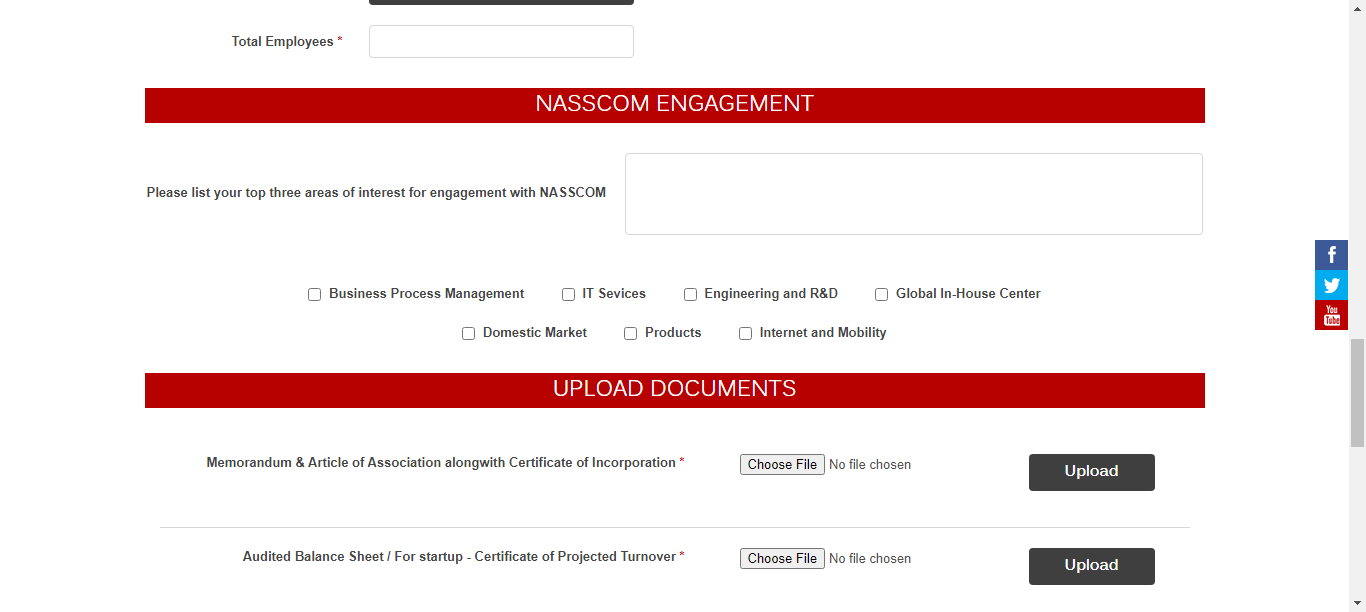 Total Employees *
NASSCOM ENGAGEMENT
Please list your top three areas of interest for engagement with NASSCOM
Business Process Management IT Sevices Engineering and R&D Global In-House Center
Domestic Market Products Internet and Mobility
f
You
Tube
UPLOAD DOCUMENTS
Memorandum & Article of Association alongwith Certificate of Incorporation * Choose File No file chosen Upload
Audited Balance Sheet / For startup - Certificate of Projected Turnover * Choose File No file chosen Upload